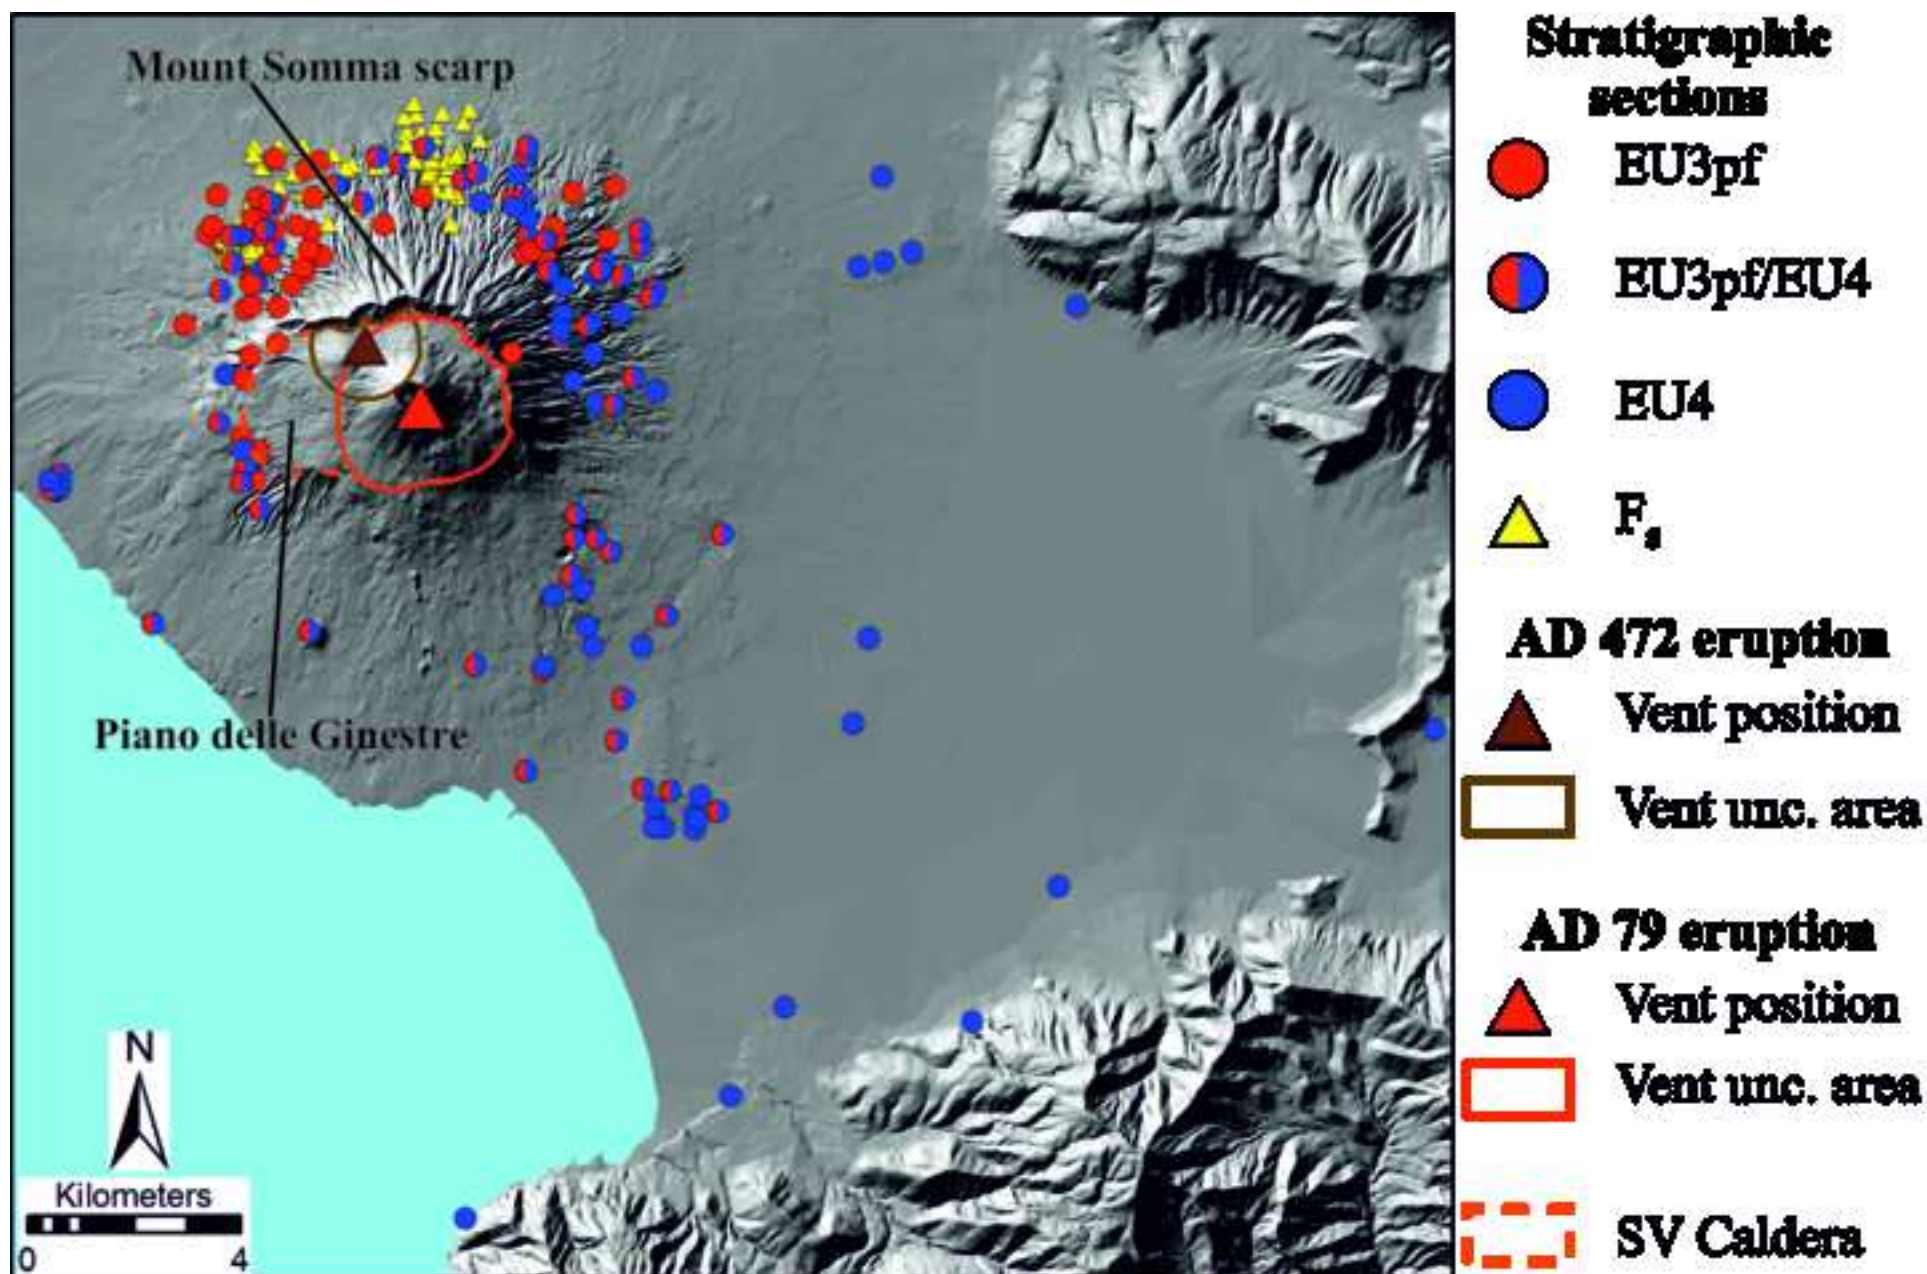 Mount Somma scarp
Piano delle Ginestre
N
Kilometers
0 4
Stratigraphic
sections
EU3pf
EU3pf/EU4
EU4
Fs
AD 472 eruption
Vent position
Vent unc. area
AD 79 eruption
Vent position
Vent unc. area
SV Caldera